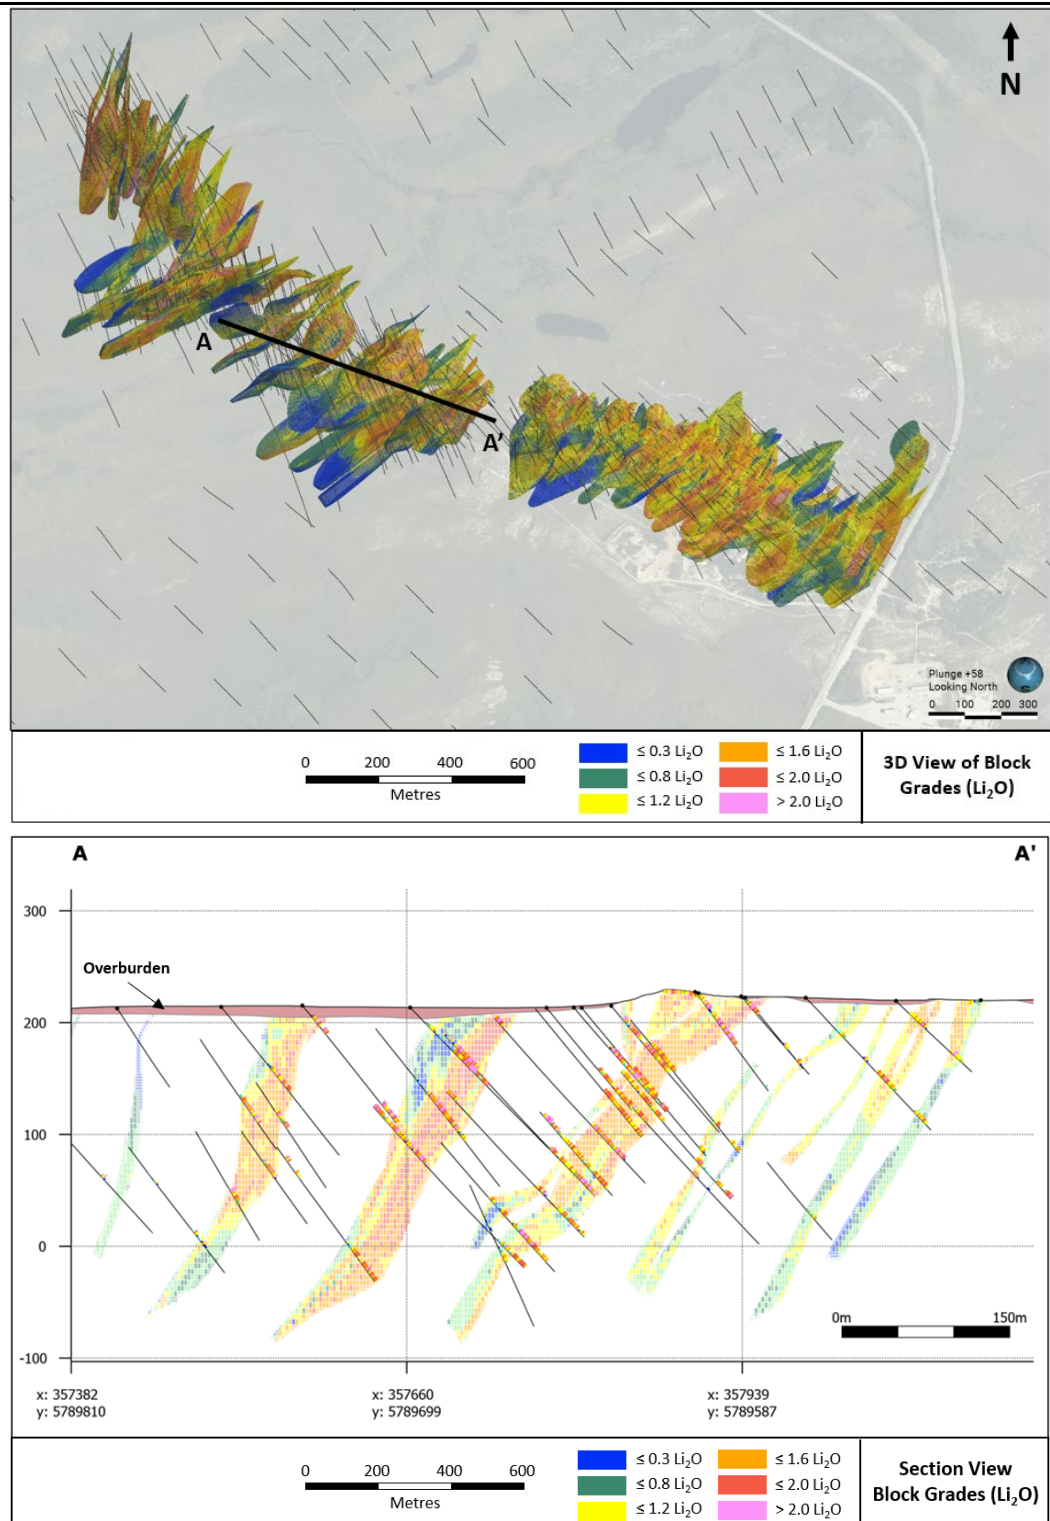 N
A
A'
Plunge +58
Looking North
0 100 200 300
0 200 400 600
Metres
≤ 0.3 Li₂O
≤ 0.8 Li₂O
≤ 1.2 Li₂O
≤ 1.6 Li₂O
≤ 2.0 Li₂O
> 2.0 Li₂O
3D View of Block
Grades (Li₂O)
A A'
300
Overburden
200
100
0
0m 150m
-100
x: 357382 x: 357660 x: 357939
y: 5789810 y: 5789699 y: 5789587
0 200 400 600
Metres
≤ 0.3 Li₂O
≤ 0.8 Li₂O
≤ 1.2 Li₂O
≤ 1.6 Li₂O
≤ 2.0 Li₂O
> 2.0 Li₂O
Section View
Block Grades (Li₂O)